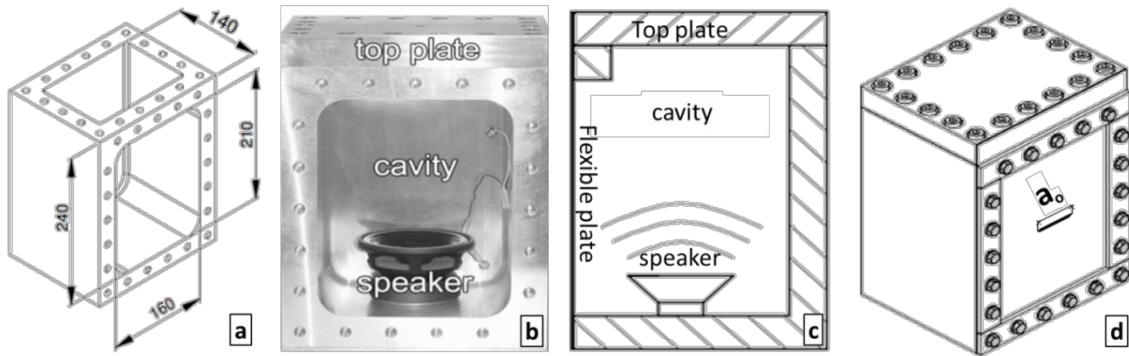 140
210
240
160
a
top plate
cavity
speaker
b
Top plate
cavity
Flexible plate
speaker
c
a₀
d